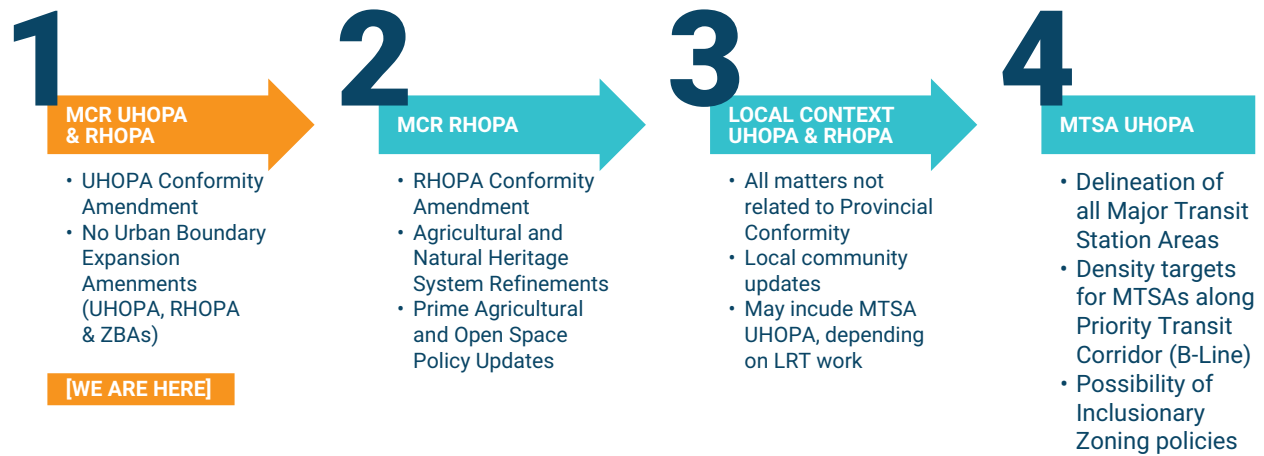 1
MCR UHOPA
& RHOPA
• UHOPA Conformity
Amendment
• No Urban Boundary
Expansion
Amenments
(UHOPA, RHOPA
& ZBAs)
[WE ARE HERE]
2
MCR RHOPA
• RHOPA Conformity
Amendment
• Agricultural and
Natural Heritage
System Refinements
• Prime Agricultural
and Open Space
Policy Updates
3
LOCAL CONTEXT
UHOPA & RHOPA
• All matters not
related to Provincial
Conformity
• Local community
updates
• May incude MTSA
UHOPA, depending
on LRT work
4
MTSA UHOPA
• Delineation of
all Major Transit
Station Areas
• Density targets
for MTSAs along
Priority Transit
Corridor (B-Line)
• Possibility of
Inclusionary
Zoning policies